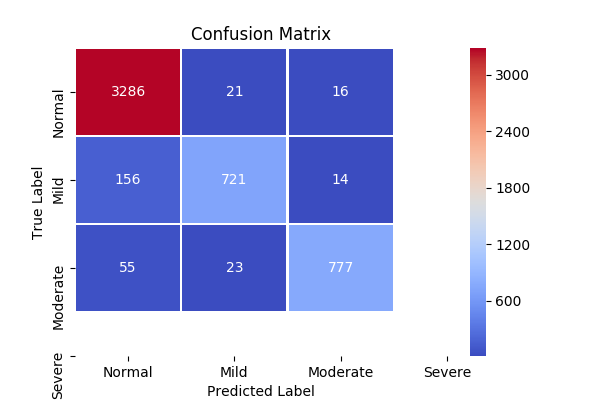 Confusion Matrix
True Label
Normal
3286 21 16
Mild
156 721 14
Moderate
55 23 777
Severe
Normal Mild Moderate Severe
Predicted Label
3000
2400
1800
1200
600